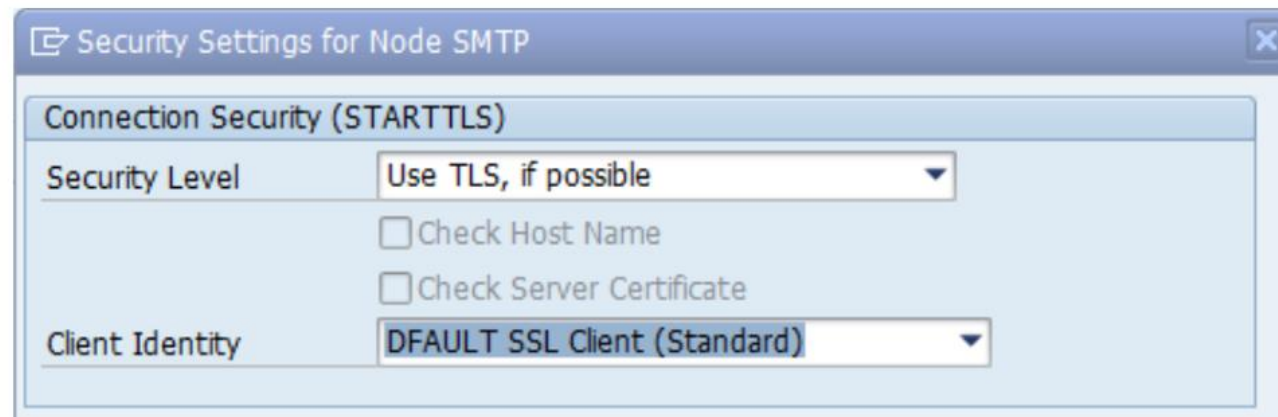 Security Settings for Node SMTP
Connection Security (STARTTLS)
Security Level Use TLS, if possible
Check Host Name
Check Server Certificate
Client Identity DFAULT SSL Client (Standard)